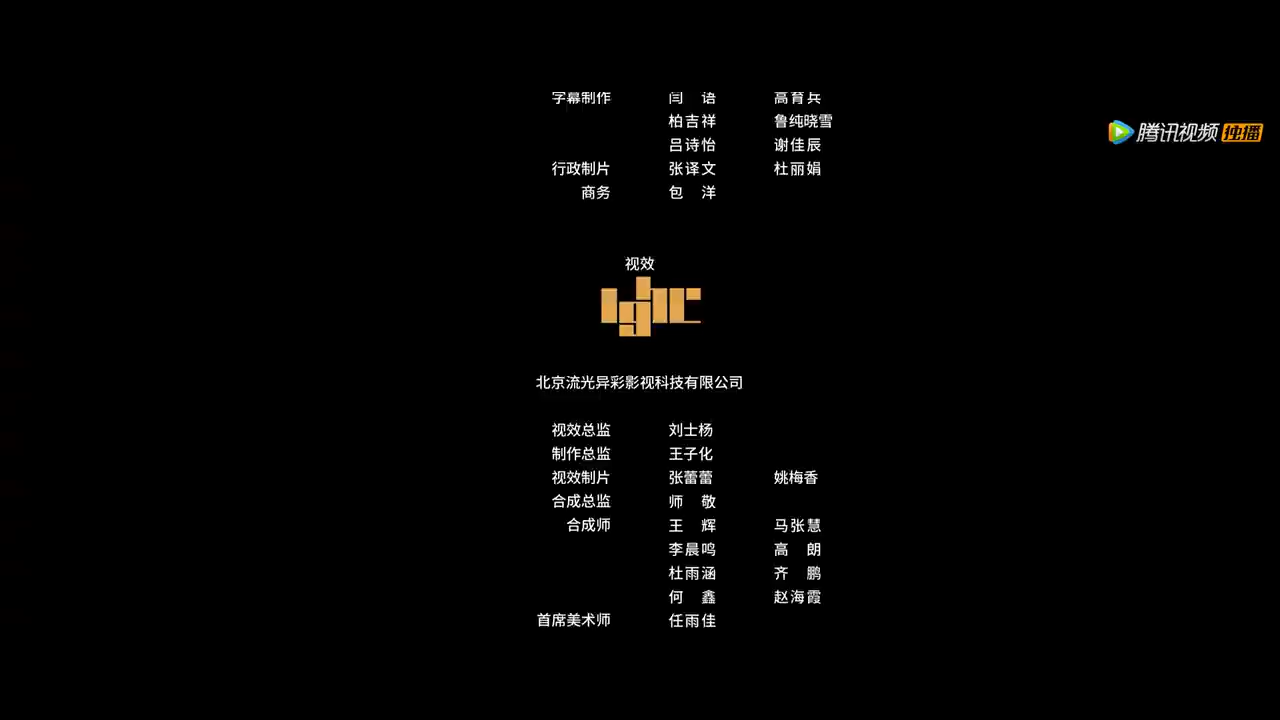 字幕制作 闫 语 高育兵
柏吉祥 鲁纯晓雪
吕诗怡 谢佳辰
行政制片 张译文 杜丽娟
商务 包 洋
腾讯视频 独播
视效
北京流光异彩影视科技有限公司
视效总监 刘士杨
制作总监 王子化
视效制片 张蕾蕾 姚梅香
合成总监 师 敬
合成师 王 辉 马张慧
李晨鸣 高 朗
杜雨涵 齐 鹏
何 鑫 赵海霞
首席美术师 任雨佳